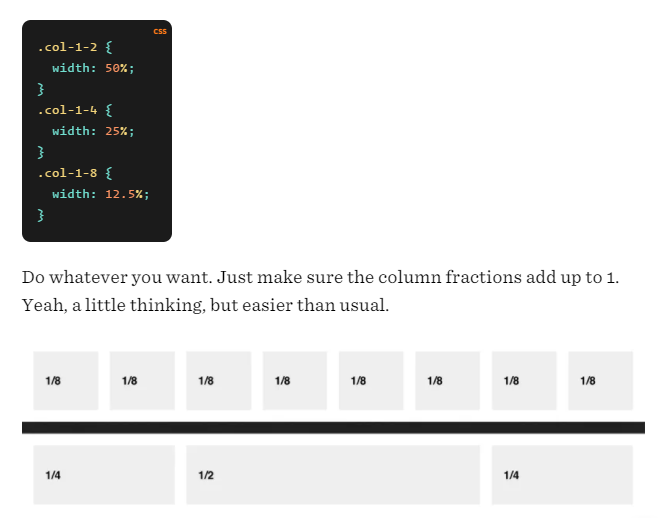 css
.col-1-2 {
  width: 50%;
}
.col-1-4 {
  width: 25%;
}
.col-1-8 {
  width: 12.5%;
}
Do whatever you want. Just make sure the column fractions add up to 1.
Yeah, a little thinking, but easier than usual.
1/8 1/8 1/8 1/8 1/8 1/8 1/8 1/8
1/4 1/2 1/4